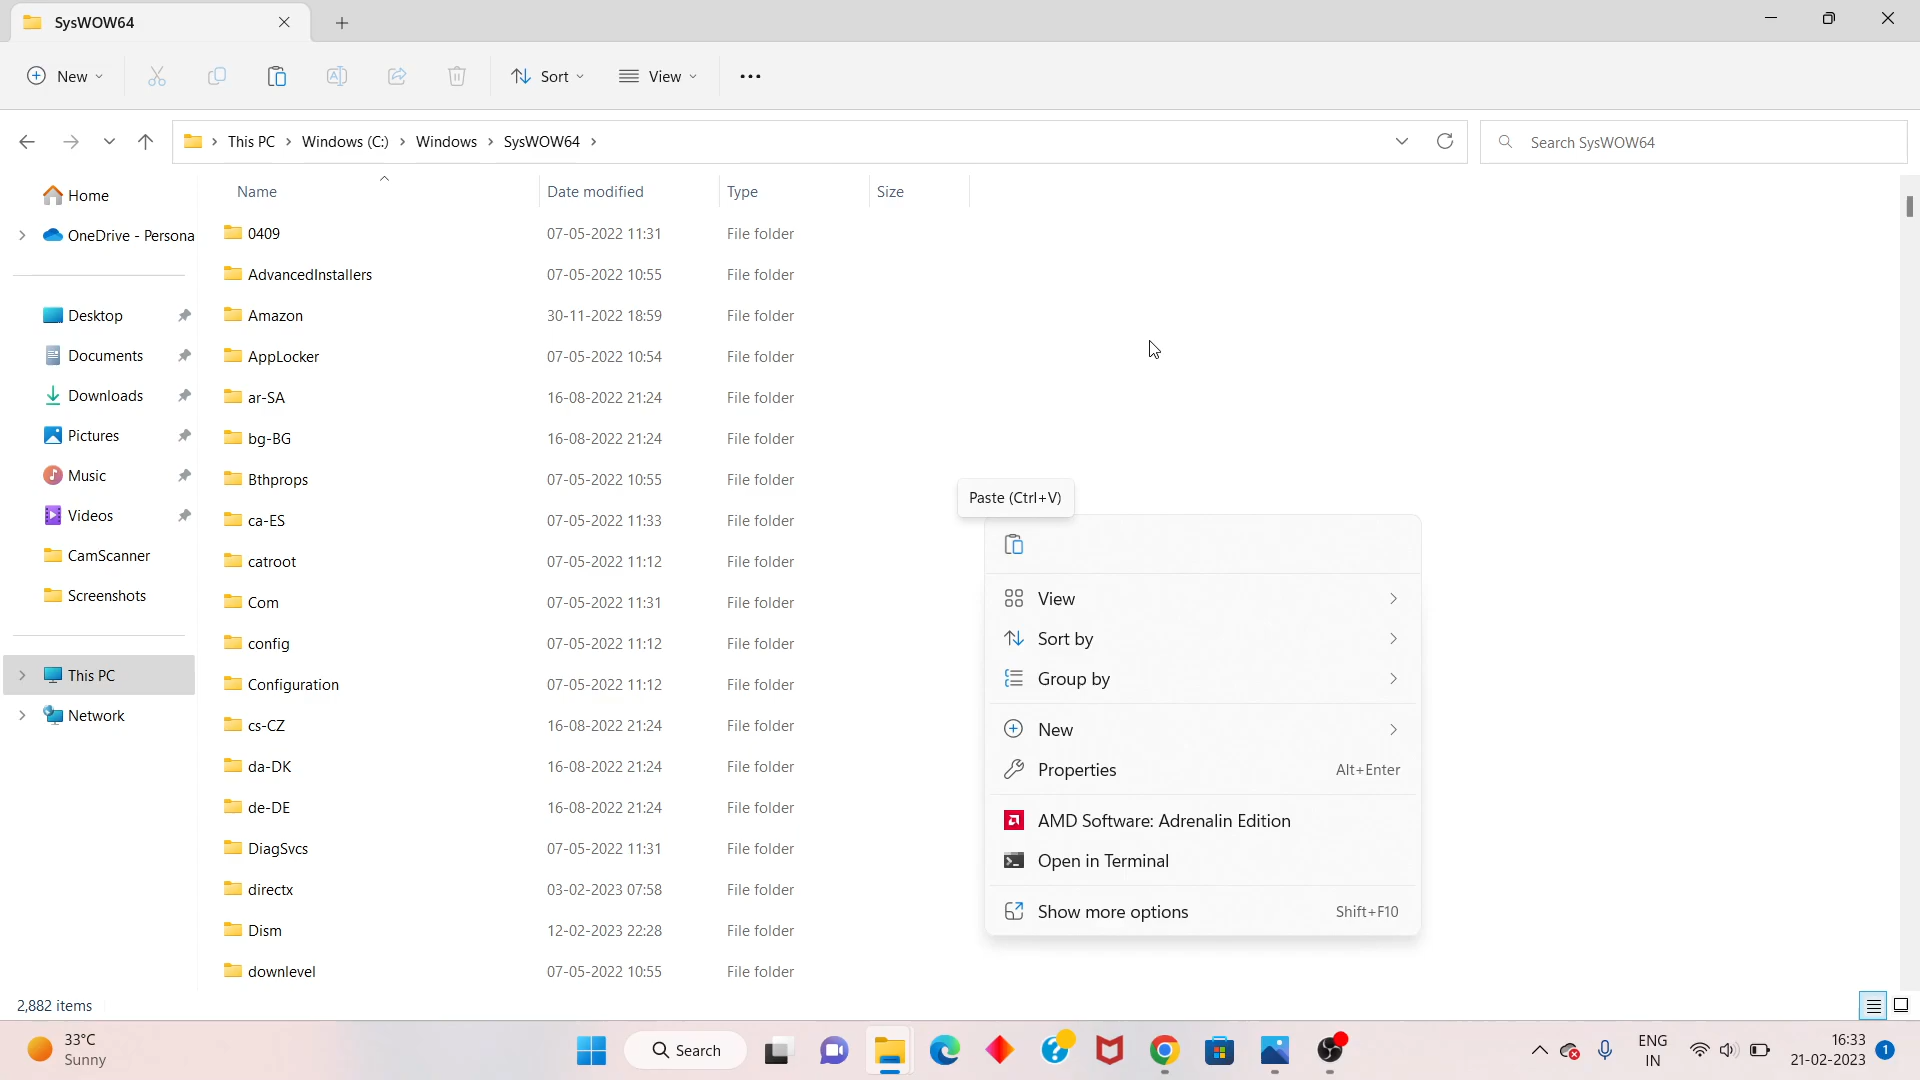 SysWOW64
New
Sort
View
This PC
Windows (C:)
Windows
SysWOW64
Search SysWOW64
Home
OneDrive - Persona
Desktop
Documents
Downloads
Pictures
Music
Videos
CamScanner
Screenshots
This PC
Network
Name Date modified Type Size
0409 07-05-2022 11:31 File folder
AdvancedInstallers 07-05-2022 10:55 File folder
Amazon 30-11-2022 18:59 File folder
AppLocker 07-05-2022 10:54 File folder
ar-SA 16-08-2022 21:24 File folder
bg-BG 16-08-2022 21:24 File folder
Bthprops 07-05-2022 10:55 File folder
ca-ES 07-05-2022 11:33 File folder
catroot 07-05-2022 11:12 File folder
Com 07-05-2022 11:31 File folder
config 07-05-2022 11:12 File folder
Configuration 07-05-2022 11:12 File folder
cs-CZ 16-08-2022 21:24 File folder
da-DK 16-08-2022 21:24 File folder
de-DE 16-08-2022 21:24 File folder
DiagSvcs 07-05-2022 11:31 File folder
directx 03-02-2023 07:58 File folder
Dism 12-02-2023 22:28 File folder
downlevel 07-05-2022 10:55 File folder
Paste (Ctrl+V)
View
Sort by
Group by
New
Properties Alt+Enter
AMD Software: Adrenalin Edition
Open in Terminal
Show more options Shift+F10
2,882 items
33°C
Sunny
Search
ENG
IN
16:33
21-02-2023
1